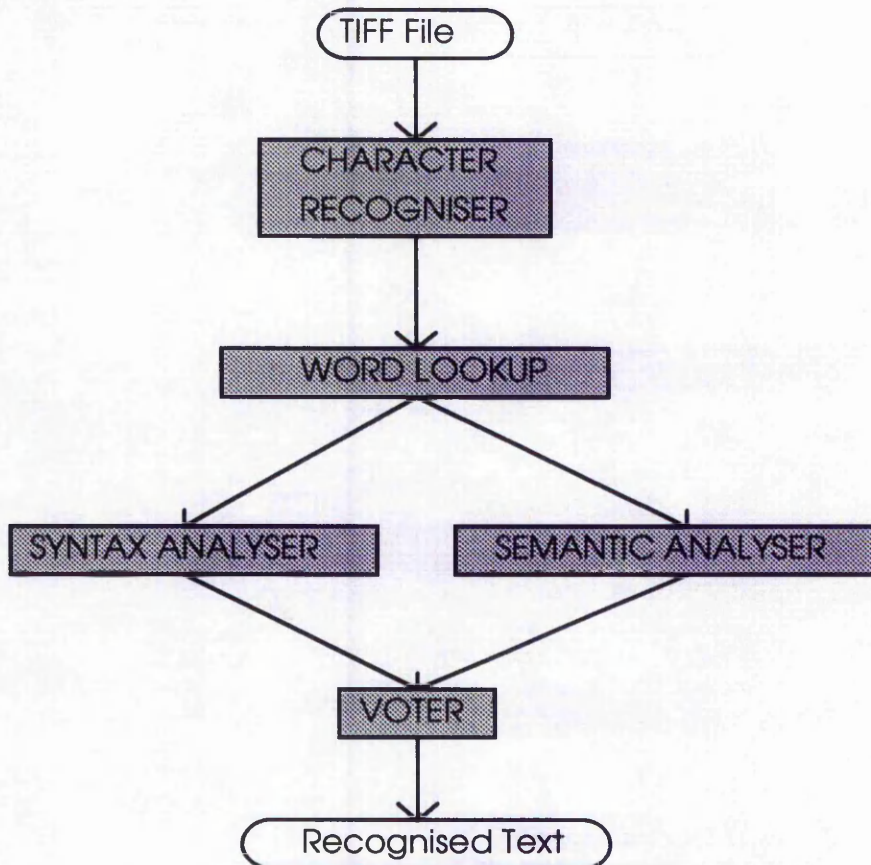 TIFF File
CHARACTER
RECOGNISER
WORD LOOKUP
SYNTAX ANALYSER
SEMANTIC ANALYSER
VOTER
Recognised Text